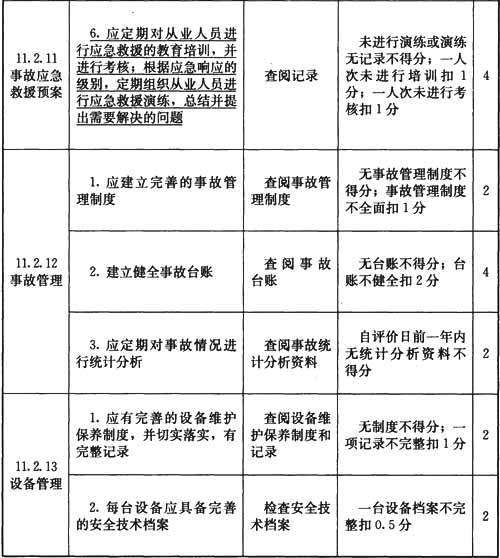 11.2.11
事故应急
救援预案
6. 应定期对从业人员进
行应急救援的教育培训，并
进行考核；根据应急响应的
级别，定期组织从业人员进
行应急救援演练，总结并提
出需要解决的问题
查阅记录
未进行演练或演练
无记录不得分；一人
次未进行培训扣 1
分；一人次未进行考
核扣 1 分
4
11.2.12
事故管理
1. 应建立完善的事故管
理制度
查阅事故管
理制度
无事故管理制度不
得分；事故管理制度
不全面扣 1 分
2
2. 建立健全事故台账
查阅事故
台账
无台账不得分；台
账不健全扣 2 分
4
3. 应定期对事故情况进
行统计分析
查阅事故统
计分析资料
自评价日前一年内
无统计分析资料不
得分
2
11.2.13
设备管理
1. 应有完善的设备维护
保养制度，并切实落实，有
完整记录
查阅设备维
护保养制度和
记录
无制度不得分；一
项记录不完整扣 1 分
2
2. 每台设备应具备完善
的安全技术档案
检查安全技
术档案
一台设备档案不完
整扣 0.5 分
2